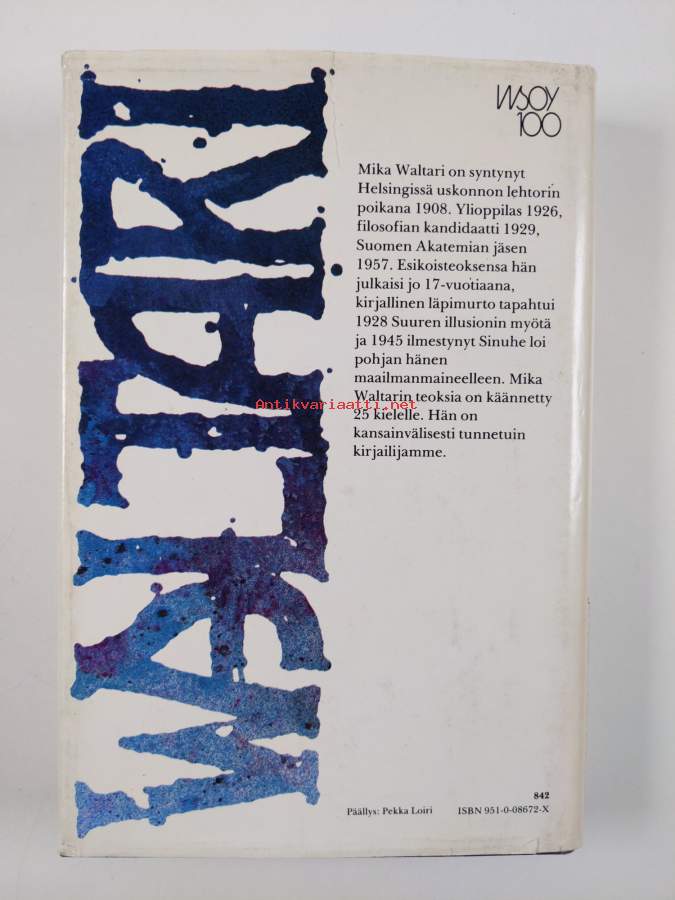 WSOY
100
Mika Waltari on syntynyt
Helsingissä uskonnon lehtorin
poikana 1908. Ylioppilas 1926,
filosofian kandidaatti 1929,
Suomen Akatemian jäsen
1957. Esikoisteoksensa hän
julkaisi jo 17-vuotiaana,
kirjallinen läpimurto tapahtui
1928 Suuren illusionin myötä
ja 1945 ilmestynyt Sinuhe loi
pohjan hänen
maailmanmaineelleen. Mika
Waltarin teoksia on käännetty
25 kielelle. Hän on
kansainvälisesti tunnetuin
kirjailijamme.
WALTARI
Antikvariaatti.net
842
Päällys: Pekka Loiri ISBN 951-0-08672-X